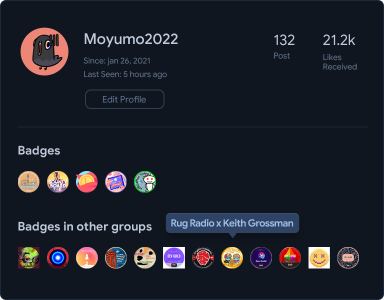 Moyumo2022
Since: jan 26, 2021
Last Seen: 5 hours ago
Edit Profile
132
Post
21.2k
Likes
Received
Badges
Badges in other groups
Rug Radio x Keith Grossman